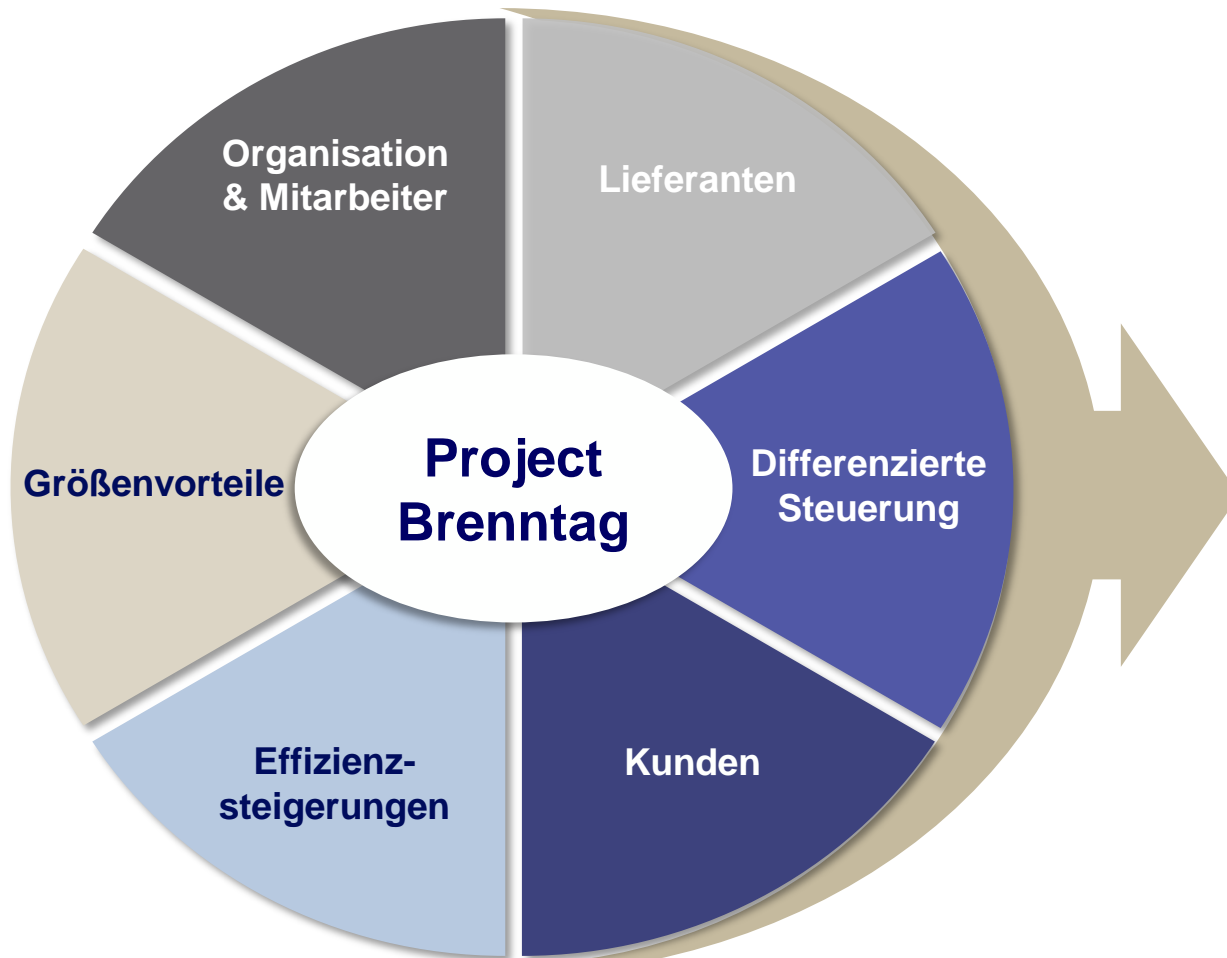 Organisation
& Mitarbeiter
Lieferanten
Größenvorteile
Project
Brenntag
Differenzierte
Steuerung
Effizienz-
steigerungen
Kunden